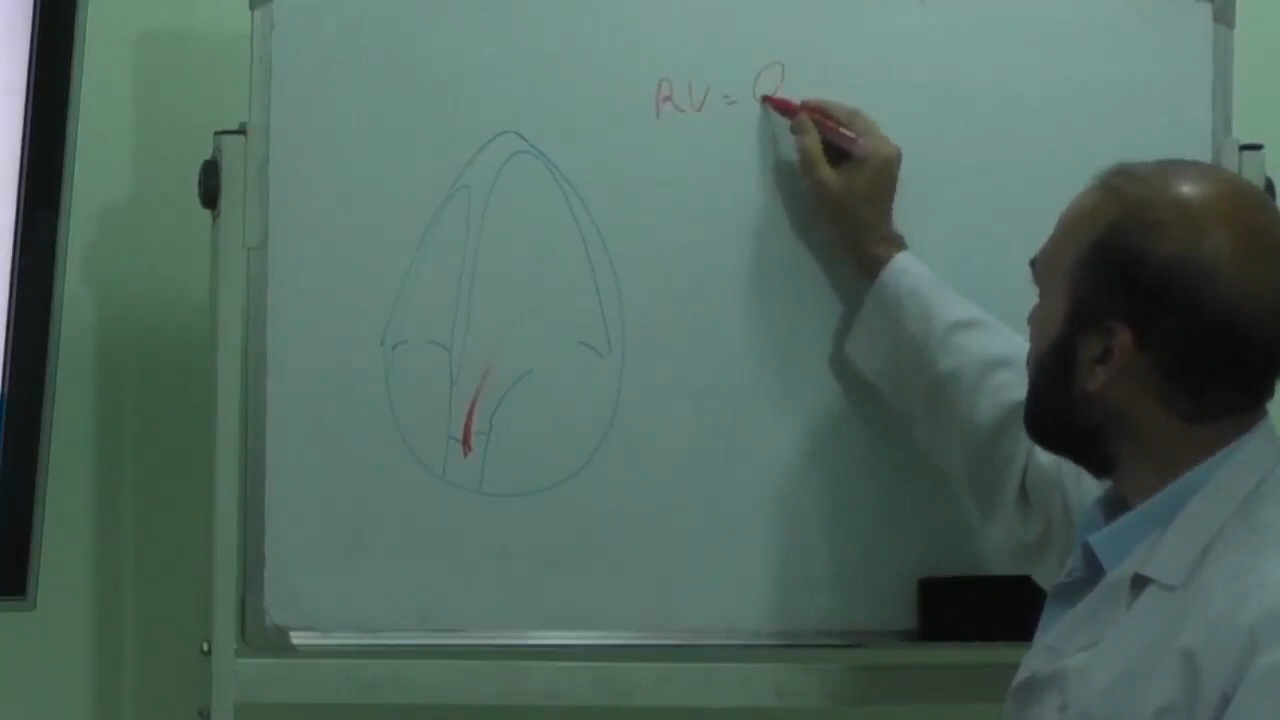 RV = Q